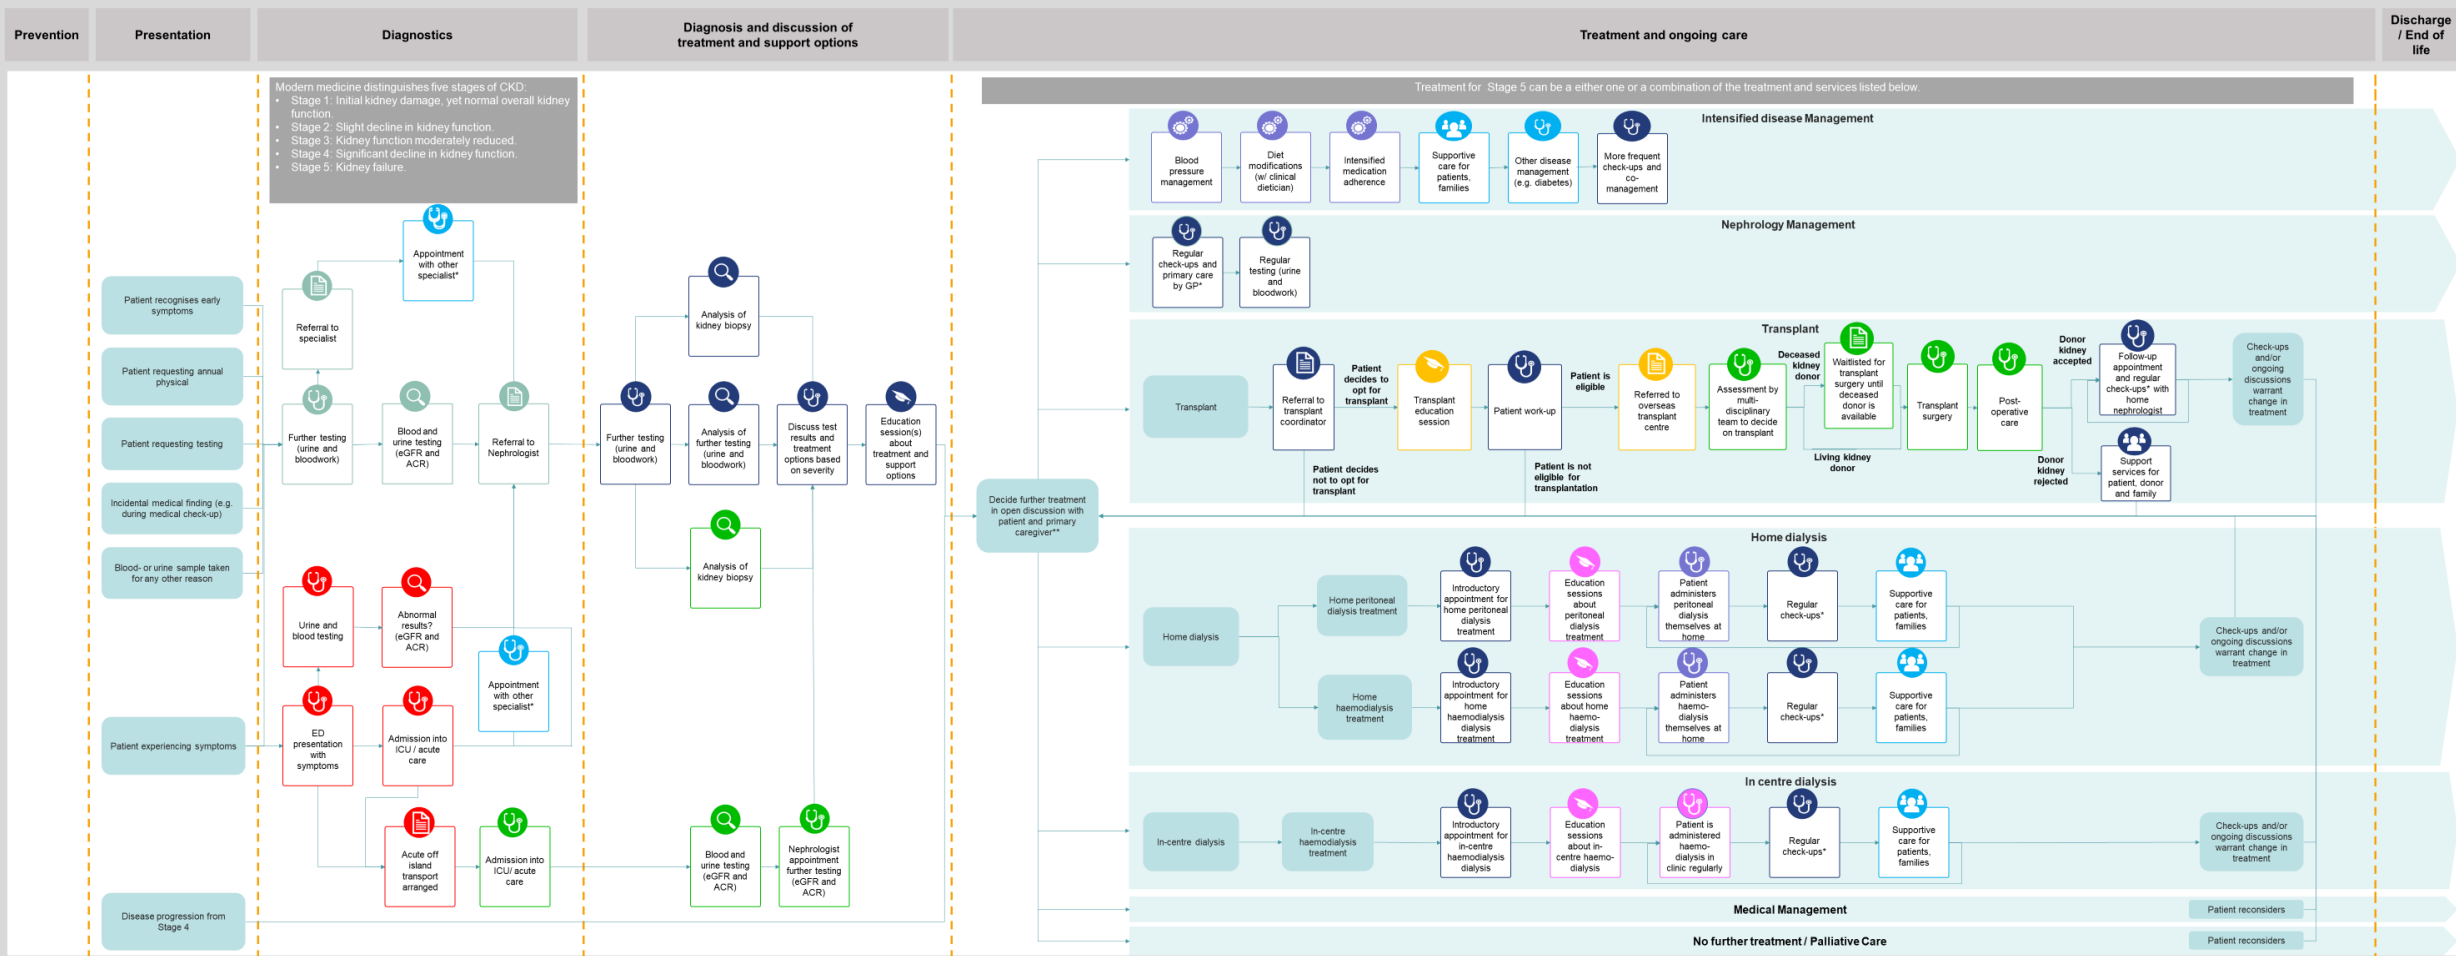 Prevention
Presentation
Diagnostics
Diagnosis and discussion of
treatment and support options
Treatment and ongoing care
Discharge
/ End of
life
Modern medicine distinguishes five stages of CKD:
• Stage 1: Initial kidney damage, yet normal overall kidney
function.
• Stage 2: Slight decline in kidney function.
• Stage 3: Kidney function moderately reduced.
• Stage 4: Significant decline in kidney function.
• Stage 5: Kidney failure.
Patient recognises early
symptoms
Patient requesting annual
physical
Patient requesting testing
Incidental medical finding (e.g.
during medical check-up)
Blood- or urine sample taken
for any other reason
Patient experiencing symptoms
Disease progression from
Stage 4
Appointment
with other
specialist*
Referral to
specialist
Further testing
(urine and
bloodwork)
Blood and
urine testing
(eGFR and
ACR)
Referral to
Nephrologist
Urine and
blood testing
Abnormal
results?
(eGFR and
ACR)
Appointment
with other
specialist*
ED
presentation
with
symptoms
Admission into
ICU / acute
care
Acute off
island
transport
arranged
Admission into
ICU/ acute
care
Analysis of
kidney biopsy
Further testing
(urine and
bloodwork)
Analysis of
further testing
(urine and
bloodwork)
Discuss test
results and
treatment
options based
on severity
Education
session(s)
about
treatment and
support
options
Analysis of
kidney biopsy
Blood and
urine testing
(eGFR and
ACR)
Nephrologist
appointment
further testing
(eGFR and
ACR)
Treatment for Stage 5 can be a either one or a combination of the treatment and services listed below.
Decide further treatment
in open discussion with
patient and primary
caregiver**
Intensified disease Management
Blood
pressure
management
Diet
modifications
(w/ clinical
dietician)
Intensified
medication
adherence
Supportive
care for
patients,
families
Other disease
management
(e.g. diabetes)
More frequent
check-ups and
co-
management
Nephrology Management
Regular
check-ups and
primary care
by GP*
Regular
testing (urine
and
bloodwork)
Transplant
Transplant
Referral to
transplant
coordinator
Patient
decides to
opt for
transplant
Patient decides
not to opt for
transplant
Transplant
education
session
Patient work-up
Patient is
eligible
Patient is not
eligible for
transplantation
Referred to
overseas
transplant
centre
Assessment by
multi-
disciplinary
team to decide
on transplant
Deceased
kidney
donor
Waitlisted for
transplant
surgery until
deceased
donor is
available
Living kidney
donor
Transplant
surgery
Post-
operative
care
Donor
kidney
accepted
Donor
kidney
rejected
Follow-up
appointment
and regular
check-ups* with
home
nephrologist
Support
services for
patient, donor
and family
Check-ups
and/or
ongoing
discussions
warrant
change in
treatment
Home dialysis
Home dialysis
Home peritoneal
dialysis treatment
Introductory
appointment for
home peritoneal
dialysis
treatment
Education
sessions
about
peritoneal
dialysis
treatment
Patient
administers
peritoneal
dialysis
themselves at
home
Regular
check-ups*
Supportive
care for
patients,
families
Home
haemodialysis
treatment
Introductory
appointment for
home
haemodialysis
dialysis
treatment
Education
sessions
about home
haemo-
dialysis
treatment
Patient
administers
haemo-
dialysis
themselves at
home
Regular
check-ups*
Supportive
care for
patients,
families
Check-ups and/or
ongoing discussions
warrant change in
treatment
In centre dialysis
In-centre dialysis
In-centre
haemodialysis
treatment
Introductory
appointment for
in-centre
haemodialysis
dialysis
Education
sessions
about in-
centre haemo-
dialysis
Patient is
administered
haemo-
dialysis in
clinic regularly
Regular
check-ups*
Supportive
care for
patients,
families
Check-ups and/or
ongoing discussions
warrant change in
treatment
Medical Management
Patient reconsiders
No further treatment / Palliative Care
Patient reconsiders